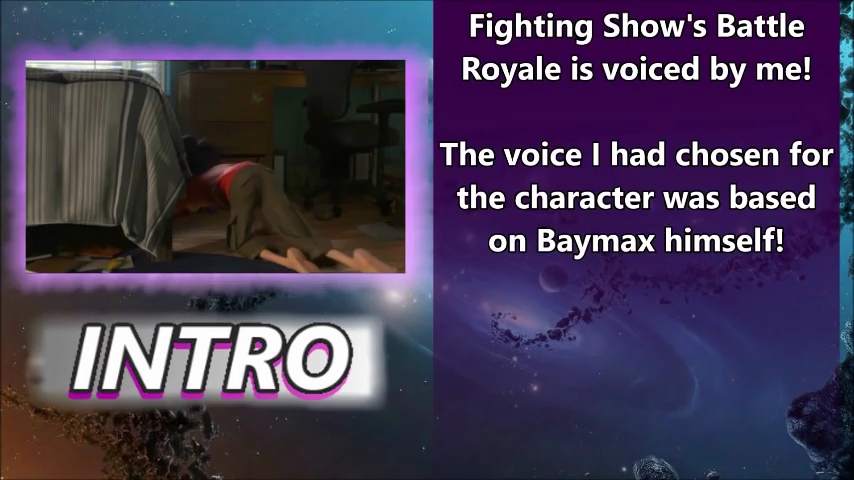 Fighting Show's Battle
Royale is voiced by me!
The voice I had chosen for
the character was based
on Baymax himself!
INTRO